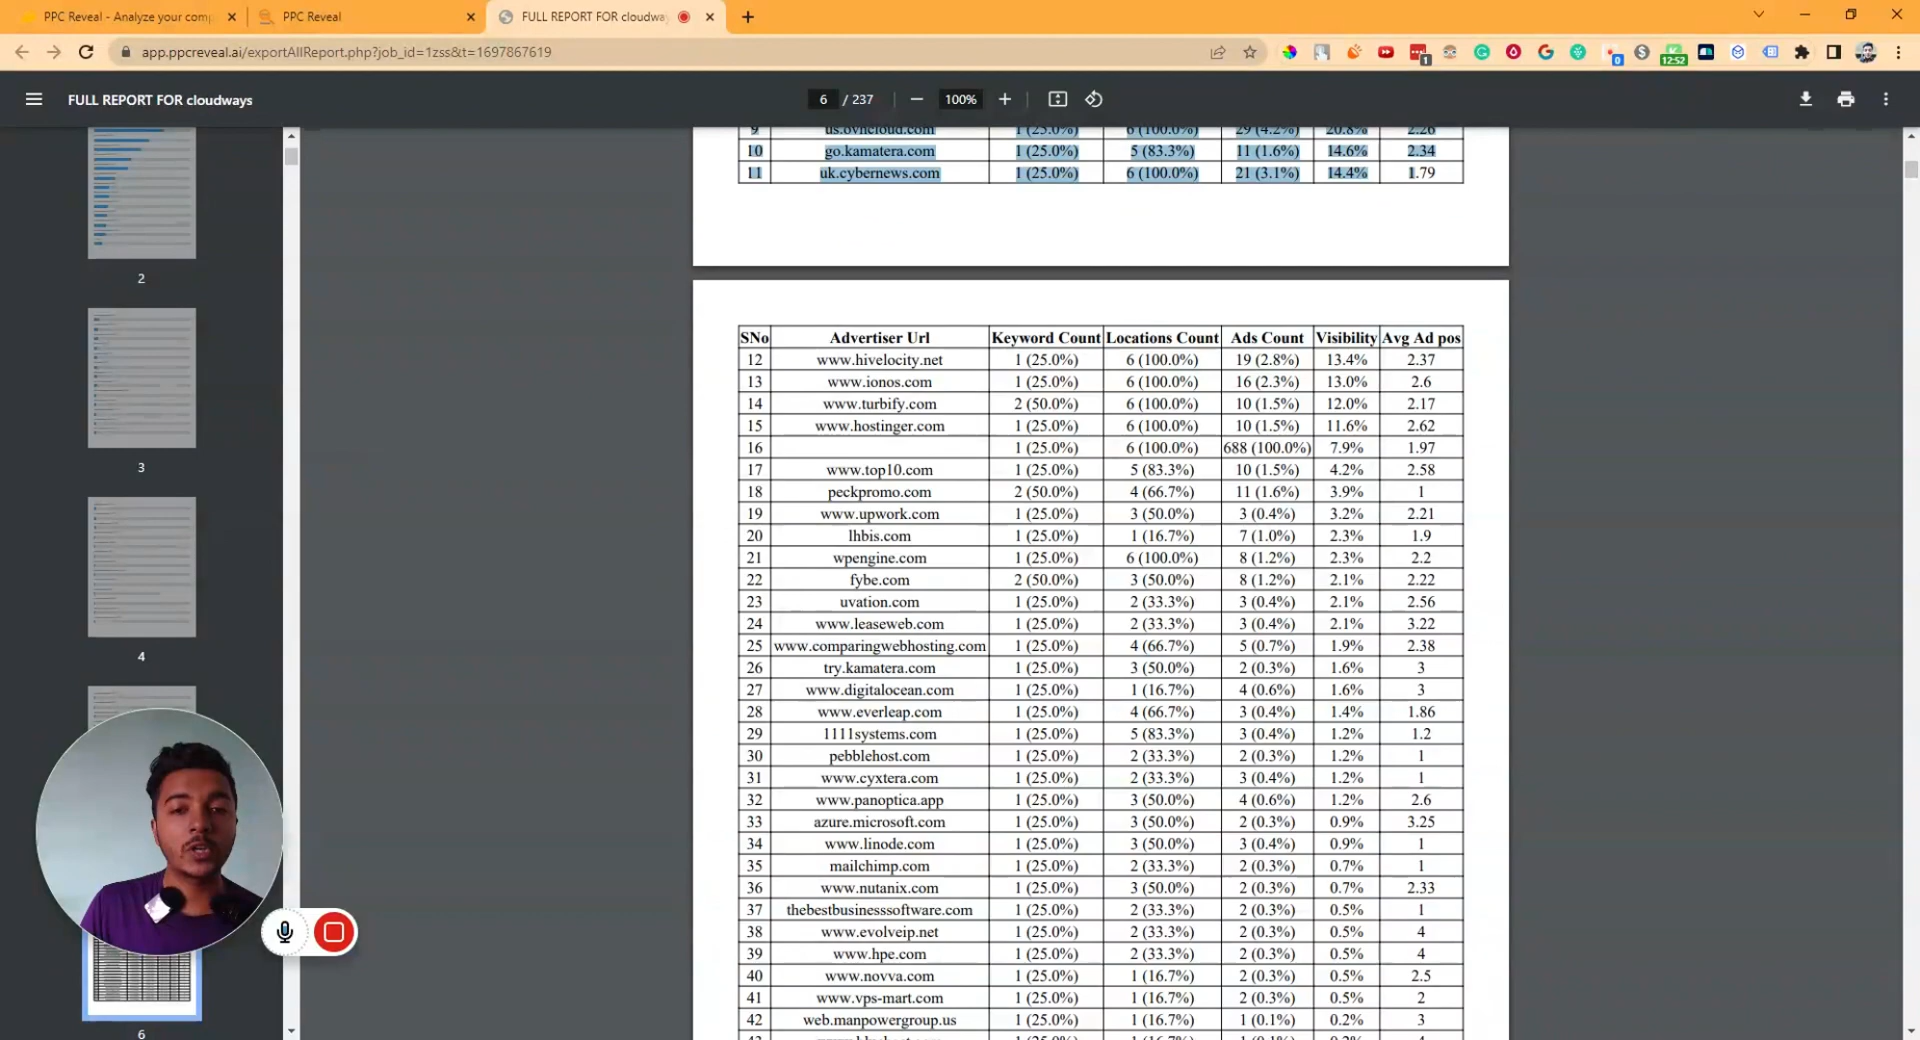 PPC Reveal - Analyze your comp
PPC Reveal
FULL REPORT FOR cloudwa
app.ppcreveal.ai/exportAllReport.php?job_id=1zss&t=1697867619
1
0
12:52
FULL REPORT FOR cloudways
6 / 237
100%
2
3
4
6
9 us.ovhcloud.com 1 (25.0%) 6 (100.0%) 29 (4.2%) 20.8% 2.26
10 go.kamatera.com 1 (25.0%) 5 (83.3%) 11 (1.6%) 14.6% 2.34
11 uk.cybernews.com 1 (25.0%) 6 (100.0%) 21 (3.1%) 14.4% 1.79
SNo Advertiser Url Keyword Count Locations Count Ads Count Visibility Avg Ad pos
12 www.hivelocity.net 1 (25.0%) 6 (100.0%) 19 (2.8%) 13.4% 2.37
13 www.ionos.com 1 (25.0%) 6 (100.0%) 16 (2.3%) 13.0% 2.6
14 www.turbify.com 2 (50.0%) 6 (100.0%) 10 (1.5%) 12.0% 2.17
15 www.hostinger.com 1 (25.0%) 6 (100.0%) 10 (1.5%) 11.6% 2.62
16 1 (25.0%) 6 (100.0%) 688 (100.0%) 7.9% 1.97
17 www.top10.com 1 (25.0%) 5 (83.3%) 10 (1.5%) 4.2% 2.58
18 peckpromo.com 2 (50.0%) 4 (66.7%) 11 (1.6%) 3.9% 1
19 www.upwork.com 1 (25.0%) 3 (50.0%) 3 (0.4%) 3.2% 2.21
20 lhbis.com 1 (25.0%) 1 (16.7%) 7 (1.0%) 2.3% 1.9
21 wpengine.com 1 (25.0%) 6 (100.0%) 8 (1.2%) 2.3% 2.2
22 fybe.com 2 (50.0%) 3 (50.0%) 8 (1.2%) 2.1% 2.22
23 uvation.com 1 (25.0%) 2 (33.3%) 3 (0.4%) 2.1% 2.56
24 www.leaseweb.com 1 (25.0%) 2 (33.3%) 3 (0.4%) 2.1% 3.22
25 www.comparingwebhosting.com 1 (25.0%) 4 (66.7%) 5 (0.7%) 1.9% 2.38
26 try.kamatera.com 1 (25.0%) 3 (50.0%) 2 (0.3%) 1.6% 3
27 www.digitalocean.com 1 (25.0%) 1 (16.7%) 4 (0.6%) 1.6% 3
28 www.everleap.com 1 (25.0%) 4 (66.7%) 3 (0.4%) 1.4% 1.86
29 1111systems.com 1 (25.0%) 5 (83.3%) 3 (0.4%) 1.2% 1.2
30 pebblehost.com 1 (25.0%) 2 (33.3%) 2 (0.3%) 1.2% 1
31 www.cyxtera.com 1 (25.0%) 2 (33.3%) 3 (0.4%) 1.2% 1
32 www.panoptica.app 1 (25.0%) 3 (50.0%) 4 (0.6%) 1.2% 2.6
33 azure.microsoft.com 1 (25.0%) 3 (50.0%) 2 (0.3%) 0.9% 3.25
34 www.linode.com 1 (25.0%) 3 (50.0%) 3 (0.4%) 0.9% 1
35 mailchimp.com 1 (25.0%) 2 (33.3%) 2 (0.3%) 0.7% 1
36 www.nutanix.com 1 (25.0%) 3 (50.0%) 2 (0.3%) 0.7% 2.33
37 thebestbusinesssoftware.com 1 (25.0%) 2 (33.3%) 2 (0.3%) 0.5% 1
38 www.evolveip.net 1 (25.0%) 2 (33.3%) 2 (0.3%) 0.5% 4
39 www.hpe.com 1 (25.0%) 2 (33.3%) 2 (0.3%) 0.5% 4
40 www.novva.com 1 (25.0%) 1 (16.7%) 2 (0.3%) 0.5% 2.5
41 www.vps-mart.com 1 (25.0%) 1 (16.7%) 2 (0.3%) 0.5% 2
42 web.manpowergroup.us 1 (25.0%) 1 (16.7%) 1 (0.1%) 0.2% 3